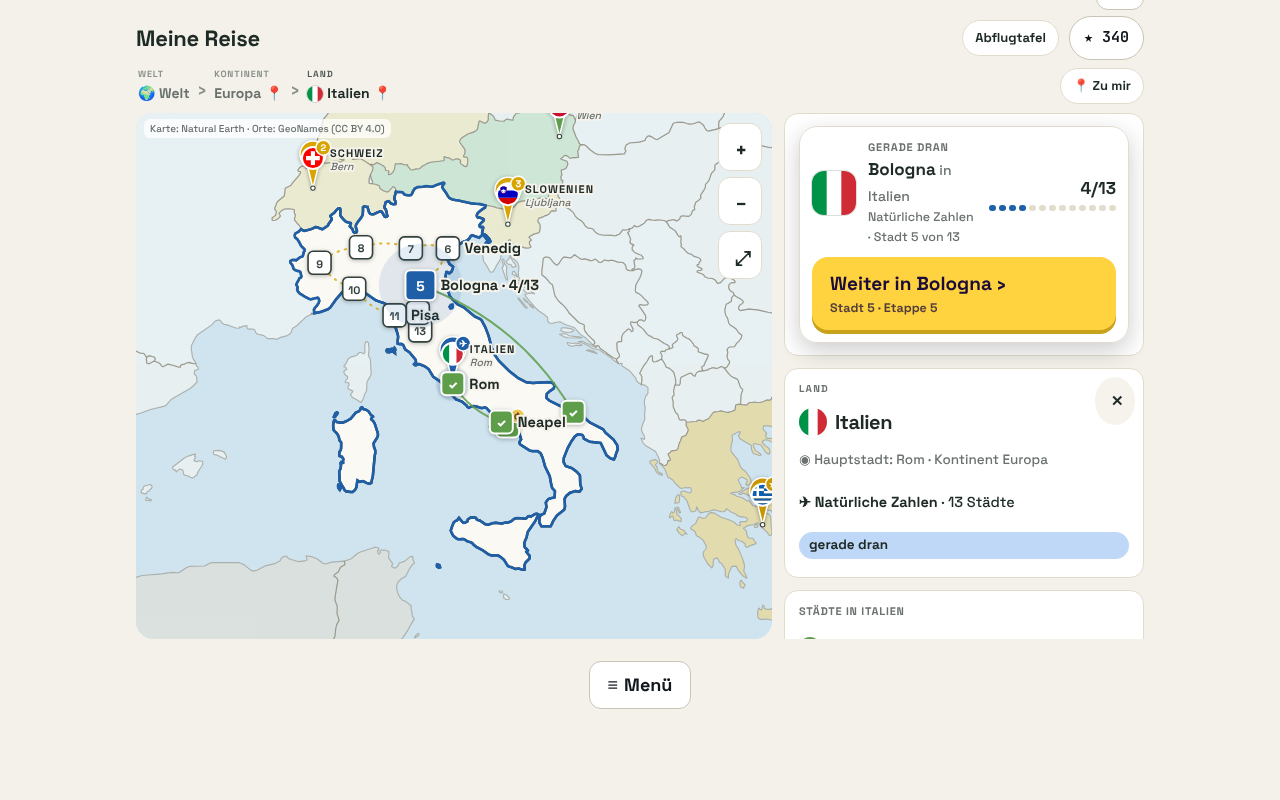 Meine Reise
Abflugtafel
★ 340
WELT
KONTINENT
LAND
Welt > Europa > Italien
Zu mir
Karte: Natural Earth · Orte: GeoNames (CC BY 4.0)
Wien
2
SCHWEIZ
Bern
3
SLOWENIEN
Ljubljana
+
−
8
7
6
Venedig
9
5
Bologna · 4/13
10
11
Pisa
13
ITALIEN
Rom
Rom
Neapel
GERADE DRAN
Bologna in
Italien
Natürliche Zahlen
· Stadt 5 von 13
4/13
Weiter in Bologna >
Stadt 5 · Etappe 5
LAND
✕
Italien
◉ Hauptstadt: Rom · Kontinent Europa
✈ Natürliche Zahlen · 13 Städte
gerade dran
STÄDTE IN ITALIEN
≡ Menü